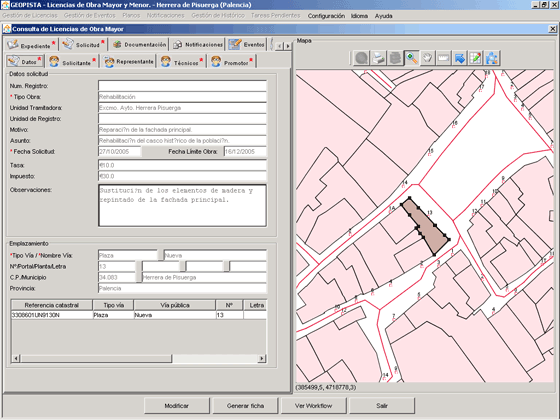 GEOPISTA - Licencias de Obra Mayor y Menor. - Herrera de Pisuerga (Palencia)
Gestión de Licencias Gestión de Eventos Planos Notificaciones Gestión de Histórico Tareas Pendientes Configuración Idioma Ayuda
Consulta de Licencias de Obra Mayor
Expediente * Solicitud * Documentación Notificaciones Eventos
Datos * Solicitante * Representante Técnicos * Promotor *
Datos solicitud
Num. Registro:
* Tipo Obra: Rehabilitación
Unidad Tramitadora: Excmo. Ayto. Herrera Pisuerga
Unidad de Registro:
Motivo: Reparaci?n de la fachada principal.
Asunto: Rehabilitaci?n del casco hist?rico de la poblaci?n.
* Fecha Solicitud: 27/10/2005 Fecha Límite Obra: 16/12/2005
Tasa: €10.0
Impuesto: €30.0
Observaciones: Sustituci?n de los elementos de madera y
repintado de la fachada principal.
Emplazamiento
*Tipo Vía / *Nombre Vía: Plaza Nueva
Nº/Portal/Planta/Letra 13
C.P./Municipio 34.083 Herrera de Pisuerga
Provincia: Palencia
Referencia catastral Tipo vía Vía pública Nº Letra
3308601UN9130N Plaza Nueva 13
Mapa
13
14
(385499,5, 4718778,3)
Modificar Generar ficha Ver Workflow Salir